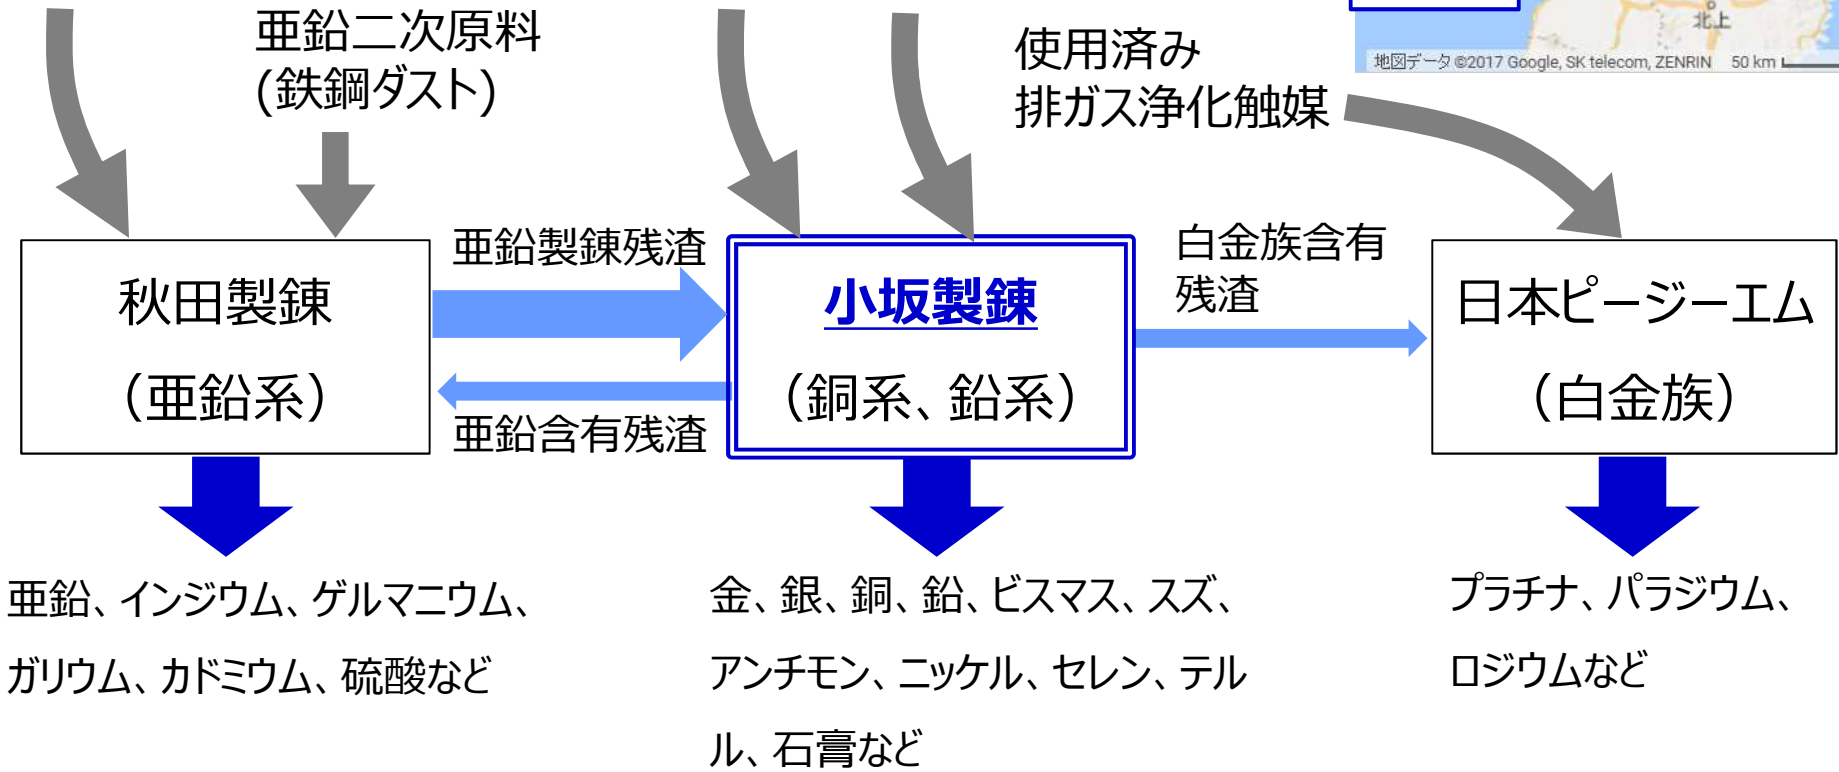 亜鉛二次原料
(鉄鋼ダスト)
使用済み
排ガス浄化触媒
北上
地図データ ©2017 Google, SK telecom, ZENRIN 50 km
秋田製錬
（亜鉛系）
亜鉛製錬残渣
亜鉛含有残渣
小坂製錬
（銅系、鉛系）
白金族含有
残渣
日本ピージーエム
（白金族）
亜鉛、インジウム、ゲルマニウム、
ガリウム、カドミウム、硫酸など
金、銀、銅、鉛、ビスマス、スズ、
アンチモン、ニッケル、セレン、テル
ル、石膏など
プラチナ、パラジウム、
ロジウムなど